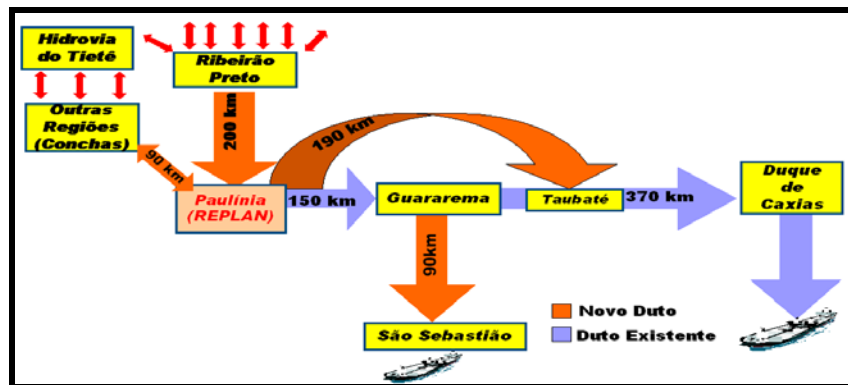 Hidrovia
do Tietê
Ribeirão
Preto
Outras
Regiões
(Conchas)
200 km
190 km
90 km
Paulínia
(REPLAN)
150 km
Guararema
Taubaté
370 km
Duque
de
Caxias
90km
São Sebastião
Novo Duto
Duto Existente